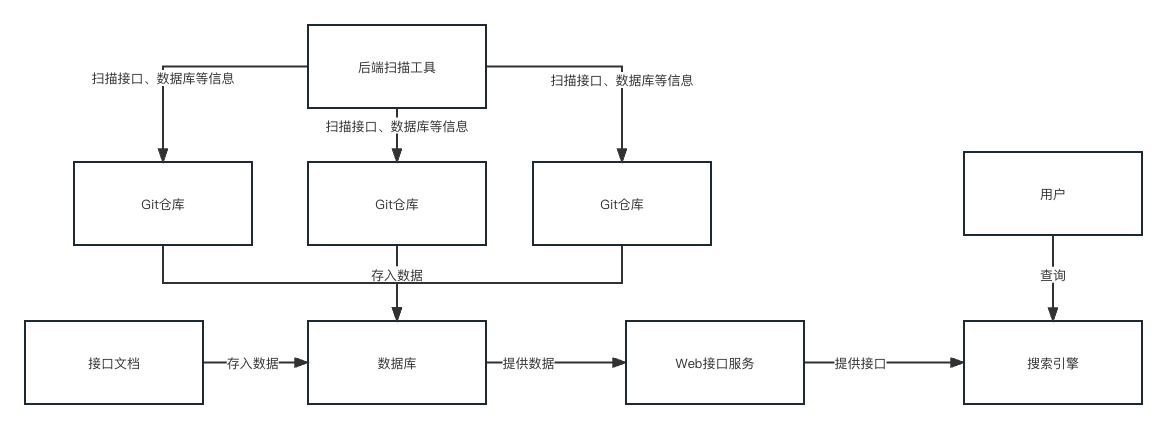 后端扫描工具
扫描接口、数据库等信息
扫描接口、数据库等信息
扫描接口、数据库等信息
Git仓库
Git仓库
Git仓库
用户
存入数据
查询
接口文档
存入数据
数据库
提供数据
Web接口服务
提供接口
搜索引擎